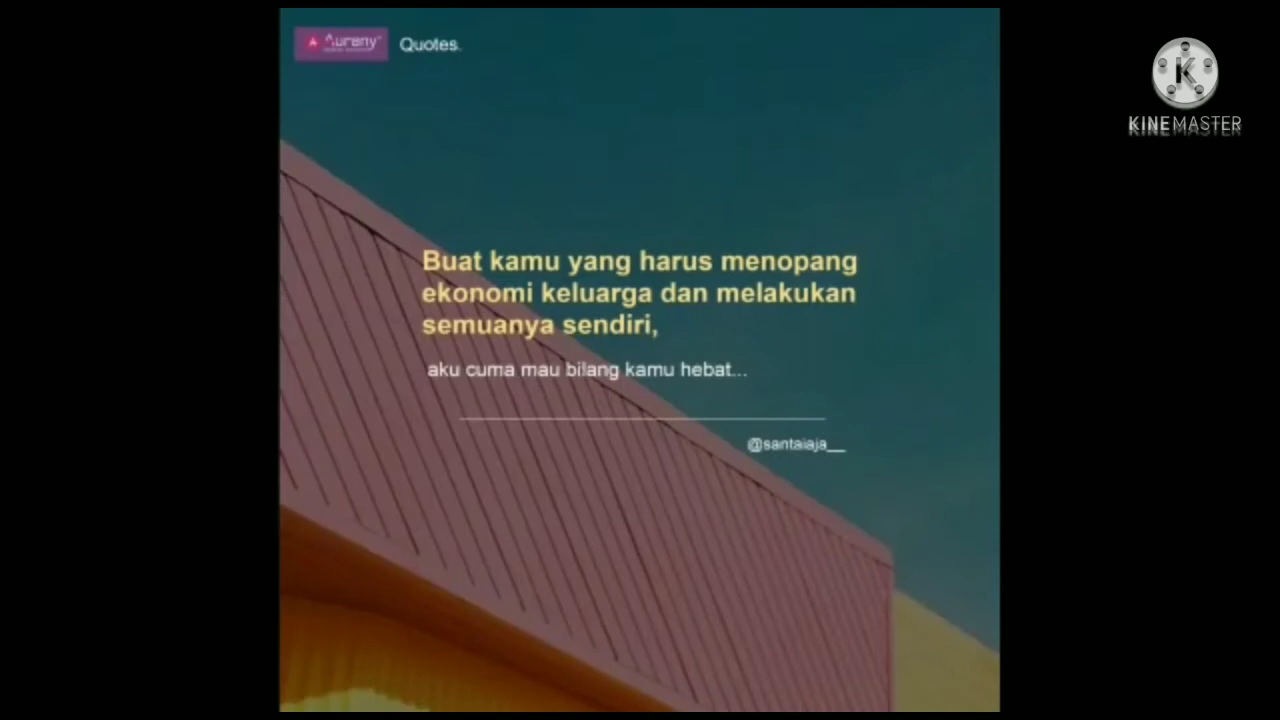 Aurany
Quotes.
KINEMASTER
Buat kamu yang harus menopang
ekonomi keluarga dan melakukan
semuanya sendiri,
aku cuma mau bilang kamu hebat...
@santaiaja__